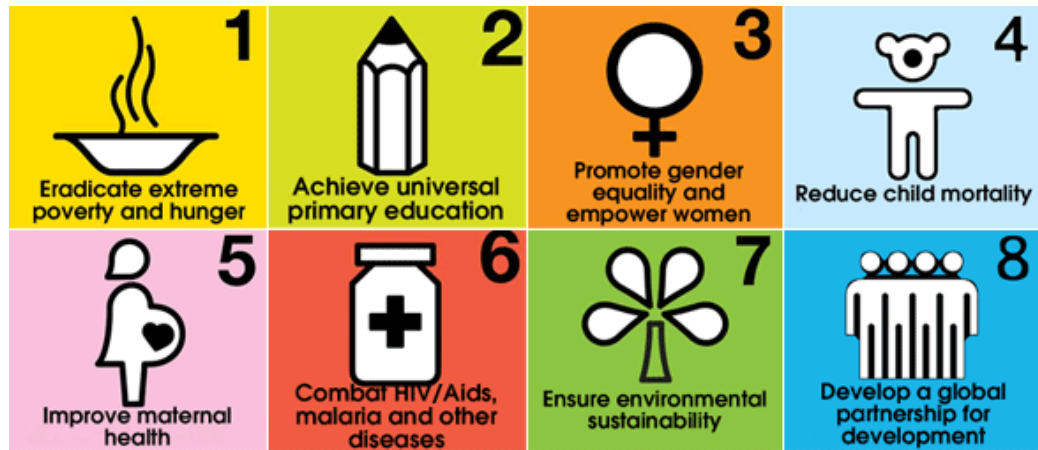 1
Eradicate extreme
poverty and hunger
2
Achieve universal
primary education
3
Promote gender
equality and
empower women
4
Reduce child mortality
5
Improve maternal
health
6
Combat HIV/Aids,
malaria and other
diseases
7
Ensure environmental
sustainability
8
Develop a global
partnership for
development